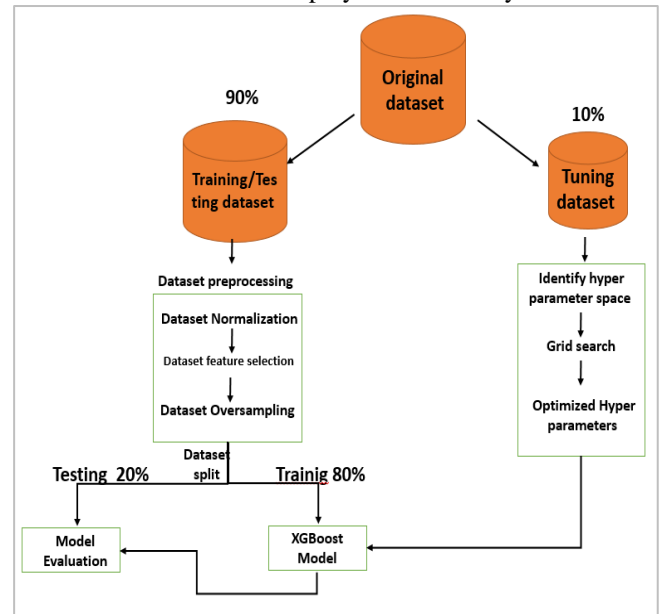 Original
dataset
90%
10%
Training/Tes
ting dataset
Tuning
dataset
Dataset preprocessing
Dataset Normalization
Dataset feature selection
Dataset Oversampling
Identify hyper
parameter space
Grid search
Optimized Hyper
parameters
Dataset
split
Testing 20%
Trainig 80%
Model
Evaluation
XGBoost
Model